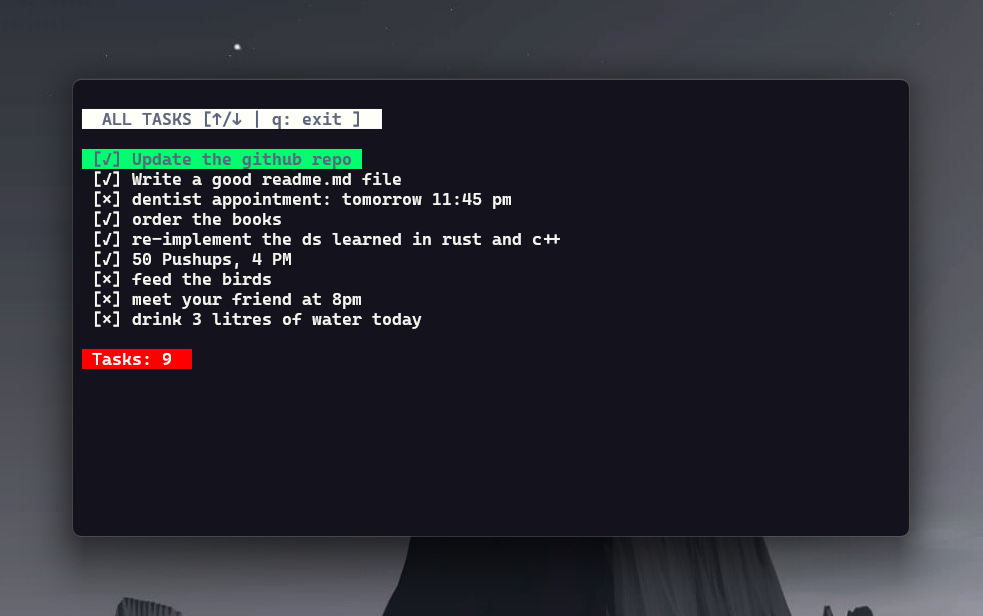 ALL TASKS [↑/↓ | q: exit ]
[✓] Update the github repo
[✓] Write a good readme.md file
[×] dentist appointment: tomorrow 11:45 pm
[✓] order the books
[✓] re-implement the ds learned in rust and c++
[✓] 50 Pushups, 4 PM
[×] feed the birds
[×] meet your friend at 8pm
[×] drink 3 litres of water today
Tasks: 9